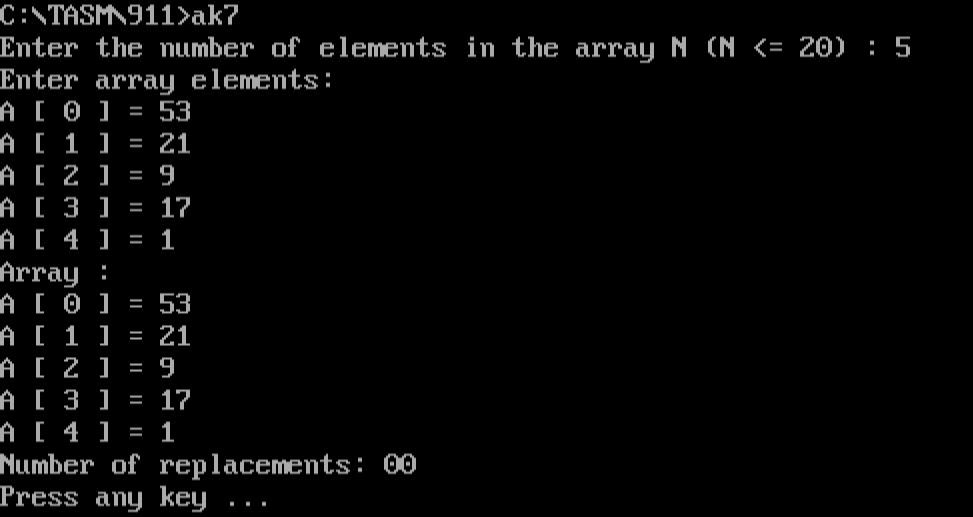 C:\TASM\911>ak7
Enter the number of elements in the array N (N <= 20) : 5
Enter array elements:
A [ 0 ] = 53
A [ 1 ] = 21
A [ 2 ] = 9
A [ 3 ] = 17
A [ 4 ] = 1
Array :
A [ 0 ] = 53
A [ 1 ] = 21
A [ 2 ] = 9
A [ 3 ] = 17
A [ 4 ] = 1
Number of replacements: 00
Press any key ...